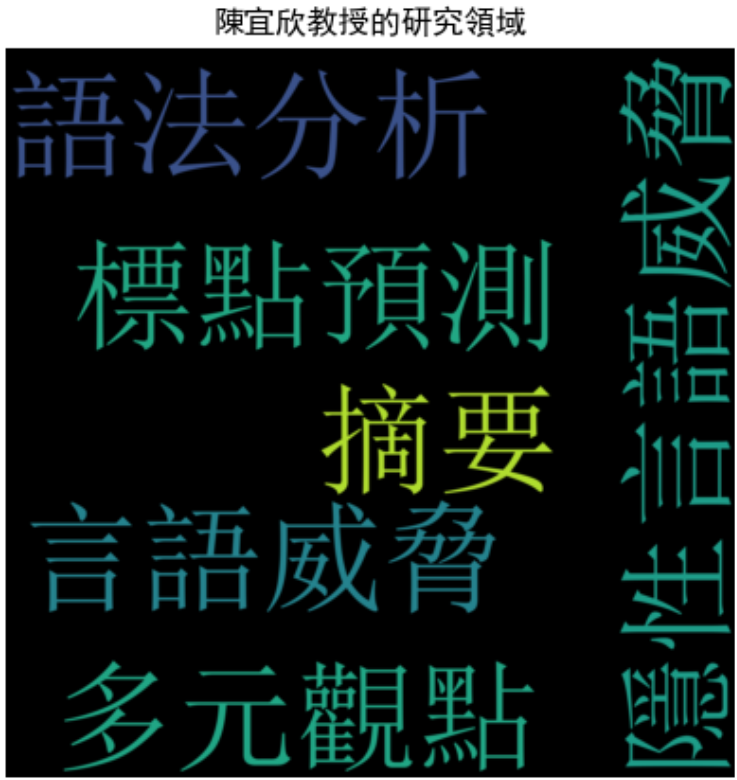 陳宜欣教授的研究領域
語法分析
標點預測
摘要
言語威脅
多元觀點
隱性言語威脅